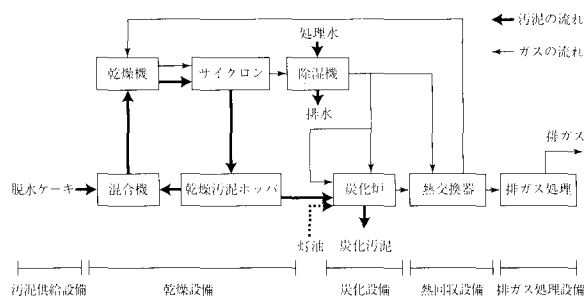 処理水
汚泥の流れ
ガスの流れ
乾燥機
サイクロン
除湿機
排水
排ガス
脱水ケーキ
混合機
乾燥汚泥ホッパ
炭化炉
熱交換器
排ガス処理
灯油
炭化汚泥
汚泥供給設備
乾燥設備
炭化設備
熱回収設備
排ガス処理設備